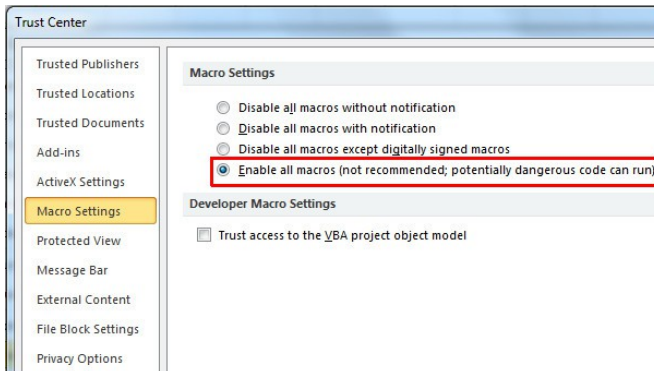 Trust Center
Trusted Publishers
Trusted Locations
Trusted Documents
Add-ins
ActiveX Settings
Macro Settings
Protected View
Message Bar
External Content
File Block Settings
Privacy Options
Macro Settings
Disable all macros without notification
Disable all macros with notification
Disable all macros except digitally signed macros
Enable all macros (not recommended; potentially dangerous code can run)
Developer Macro Settings
Trust access to the VBA project object model